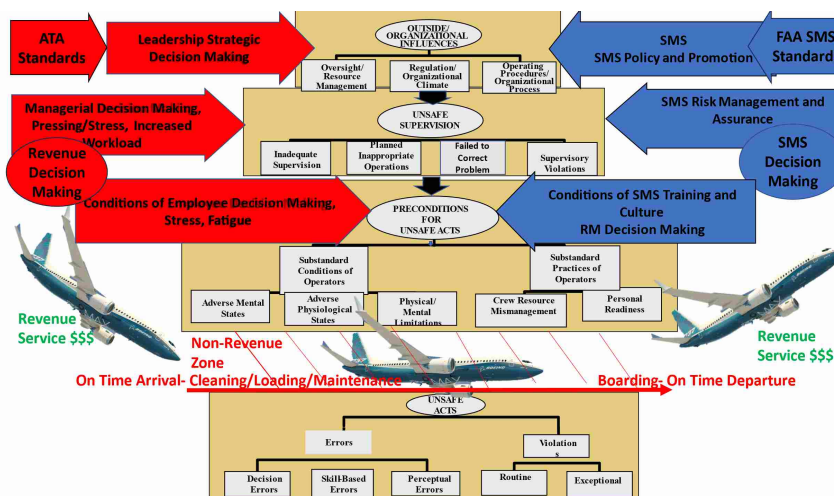 ATA
Standards
Leadership Strategic
Decision Making
OUTSIDE/
ORGANIZATIONAL
INFLUENCES
SMS
SMS Policy and Promotion
FAA SMS
Standard
Oversight/
Resource
Management
Regulation/
Organizational
Climate
Operating
Procedures/
Organizational
Process
Managerial Decision Making,
Pressing/Stress, Increased
Workload
UNSAFE
SUPERVISION
SMS Risk Management and
Assurance
Revenue
Decision
Making
Inadequate
Supervision
Planned
Inappropriate
Operations
Failed to
Correct
Problem
Supervisory
Violations
SMS
Decision
Making
Conditions of Employee Decision Making,
Stress, Fatigue
PRECONDITIONS
FOR
UNSAFE ACTS
Conditions of SMS Training and
Culture
RM Decision Making
Substandard
Conditions of
Operators
Substandard
Practices of
Operators
Adverse Mental
States
Adverse
Physiological
States
Physical/
Mental
Limitations
Crew Resource
Mismanagement
Personal
Readiness
Revenue
Service $$$
Non-Revenue
Zone
Revenue
Service $$$
On Time Arrival- Cleaning/Loading/Maintenance
Boarding- On Time Departure
UNSAFE
ACTS
Errors
Violation
s
Decision
Errors
Skill-Based
Errors
Perceptual
Errors
Routine
Exceptional